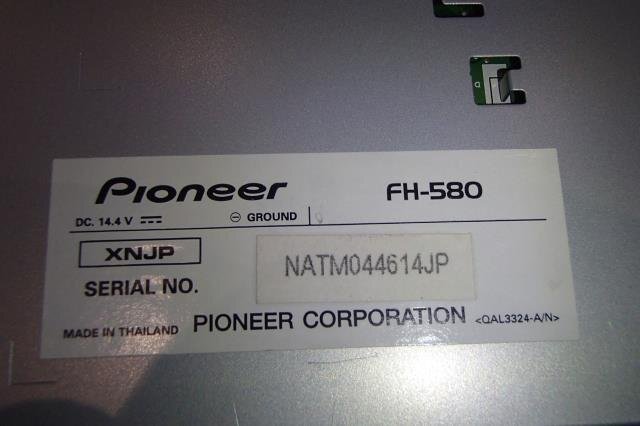 Pioneer FH-580
DC. 14.4 V ⎓ ⊖ GROUND
XNJP
SERIAL NO. NATM044614JP
MADE IN THAILAND PIONEER CORPORATION <QAL3324-A/N>